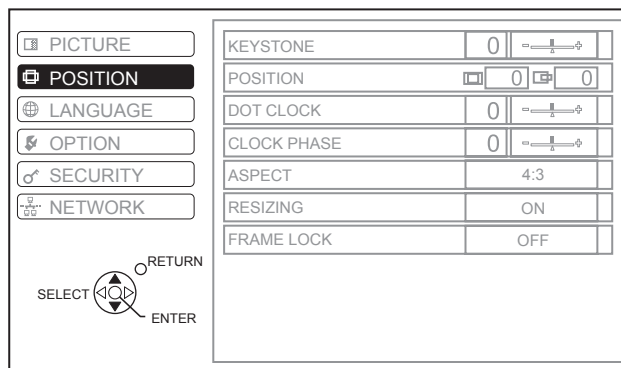 PICTURE
POSITION
LANGUAGE
OPTION
SECURITY
NETWORK
RETURN
SELECT
ENTER
KEYSTONE 0 - +
POSITION 0 0
DOT CLOCK 0 - +
CLOCK PHASE 0 - +
ASPECT 4:3
RESIZING ON
FRAME LOCK OFF